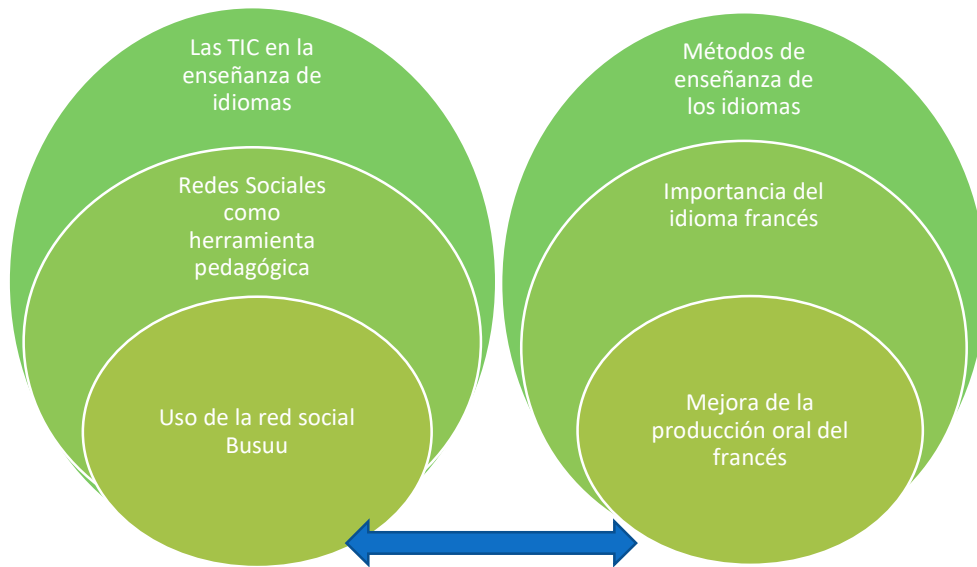 Las TIC en la
enseñanza de
idiomas
Redes Sociales
como
herramienta
pedagógica
Uso de la red social
Busuu
Métodos de
enseñanza de
los idiomas
Importancia del
idioma francés
Mejora de la
producción oral del
francés